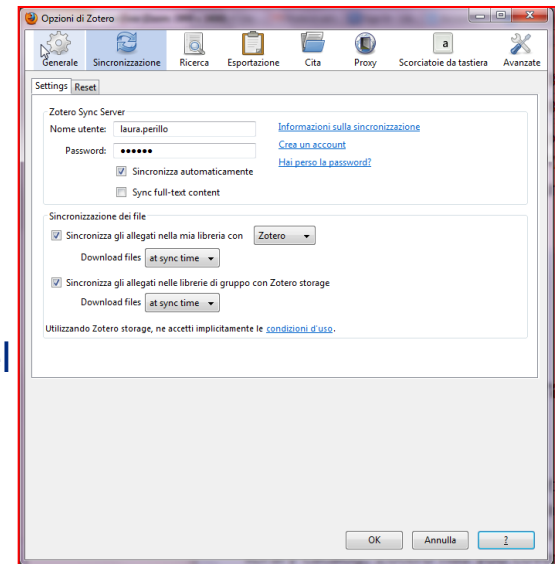 Opzioni di Zotero
Generale Sincronizzazione Ricerca Esportazione Cita Proxy Scorciatoie da tastiera Avanzate
a
Settings Reset
Zotero Sync Server
Nome utente: laura.perillo Informazioni sulla sincronizzazione
Crea un account
Password: ●●●●●●
Hai perso la password?
Sincronizza automaticamente
Sync full-text content
Sincronizzazione dei file
Sincronizza gli allegati nella mia libreria con Zotero
Download files at sync time
Sincronizza gli allegati nelle librerie di gruppo con Zotero storage
Download files at sync time
Utilizzando Zotero storage, ne accetti implicitamente le condizioni d'uso.
OK Annulla ?